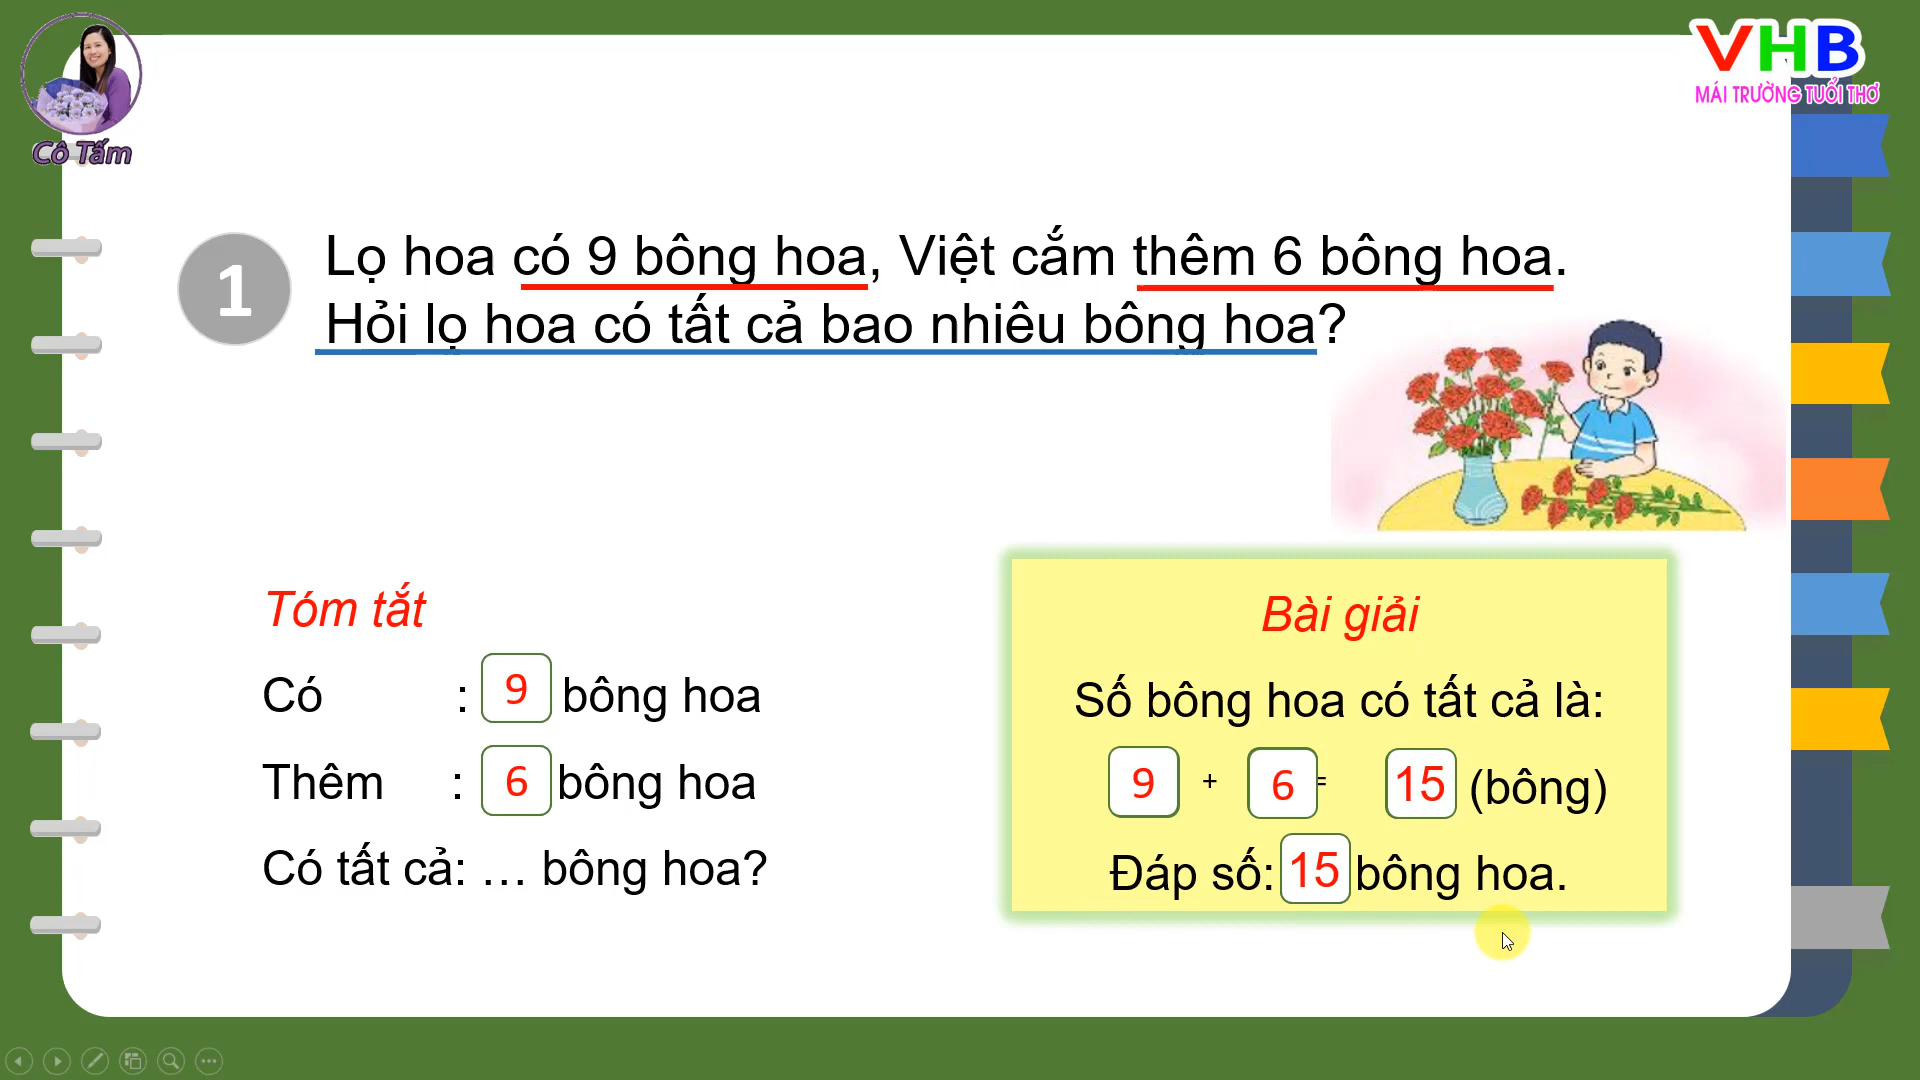 VHB
MÁI TRƯỜNG TUỔI THƠ
Cô Tấm
1
Lọ hoa có 9 bông hoa, Việt cắm thêm 6 bông hoa.
Hỏi lọ hoa có tất cả bao nhiêu bông hoa?
Tóm tắt
Có : 9 bông hoa
Thêm : 6 bông hoa
Có tất cả: ... bông hoa?
Bài giải
Số bông hoa có tất cả là:
9 + 6 = 15 (bông)
Đáp số: 15 bông hoa.